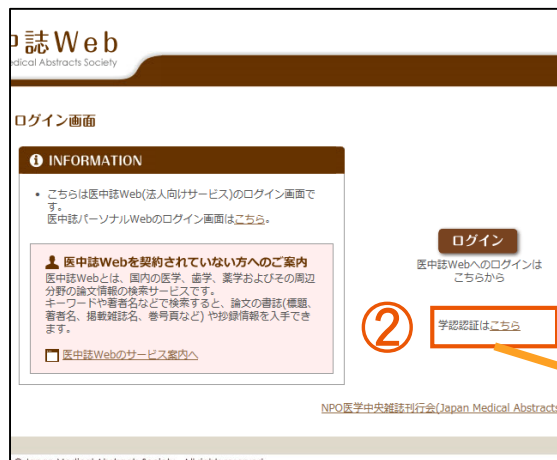 中誌Web
edical Abstracts Society
ログイン画面
INFORMATION
• こちらは医中誌Web(法人向けサービス)のログイン画面で
す。
医中誌パーソナルWebのログイン画面はこちら。
医中誌Webを契約されていない方へのご案内
医中誌Webとは、国内の医学、歯学、薬学およびその周辺
分野の論文情報の検索サービスです。
キーワードや著者名などで検索すると、論文の書誌(標題、
著者名、掲載雑誌名、巻号頁など) や抄録情報を入手でき
ます。
医中誌Webのサービス案内へ
ログイン
医中誌Webへのログインは
こちらから
②
学認認証はこちら
NPO医学中央雑誌刊行会(Japan Medical Abstracts